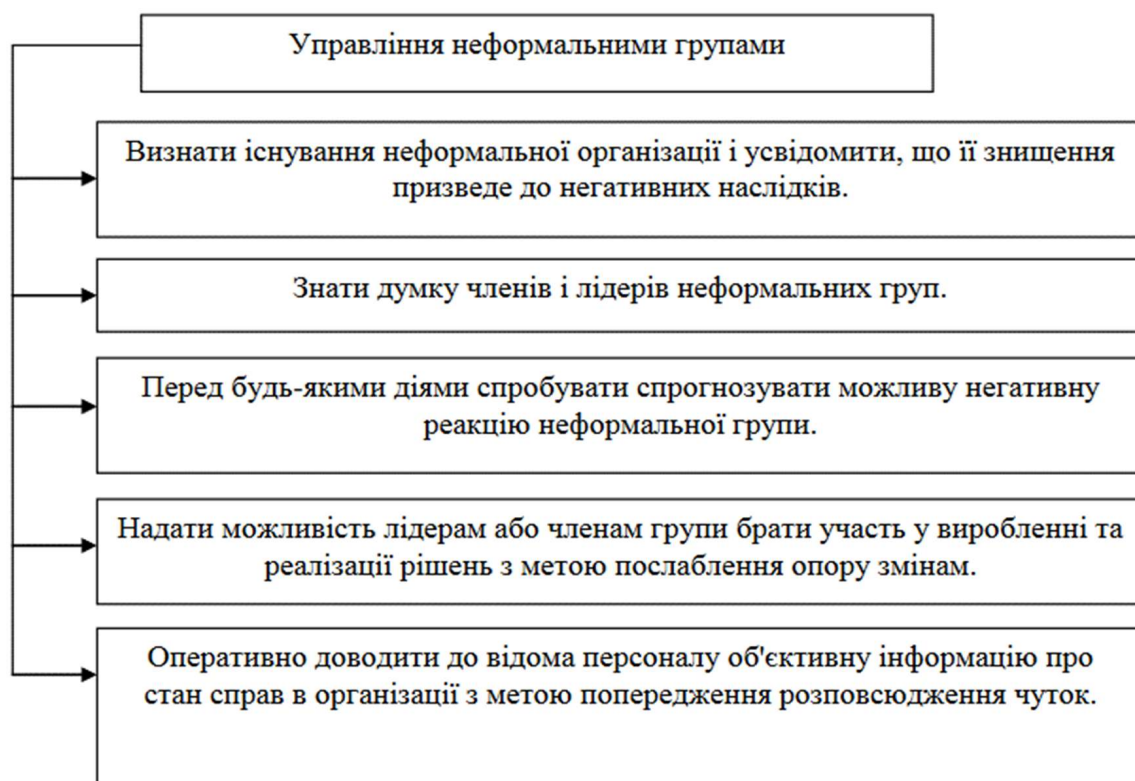 Управління неформальними групами
Визнати існування неформальної організації і усвідомити, що її знищення
призведе до негативних наслідків.
Знати думку членів і лідерів неформальних груп.
Перед будь-якими діями спробувати спрогнозувати можливу негативну
реакцію неформальної групи.
Надати можливість лідерам або членам групи брати участь у виробленні та
реалізації рішень з метою послаблення опору змінам.
Оперативно доводити до відома персоналу об'єктивну інформацію про
стан справ в організації з метою попередження розповсюдження чуток.